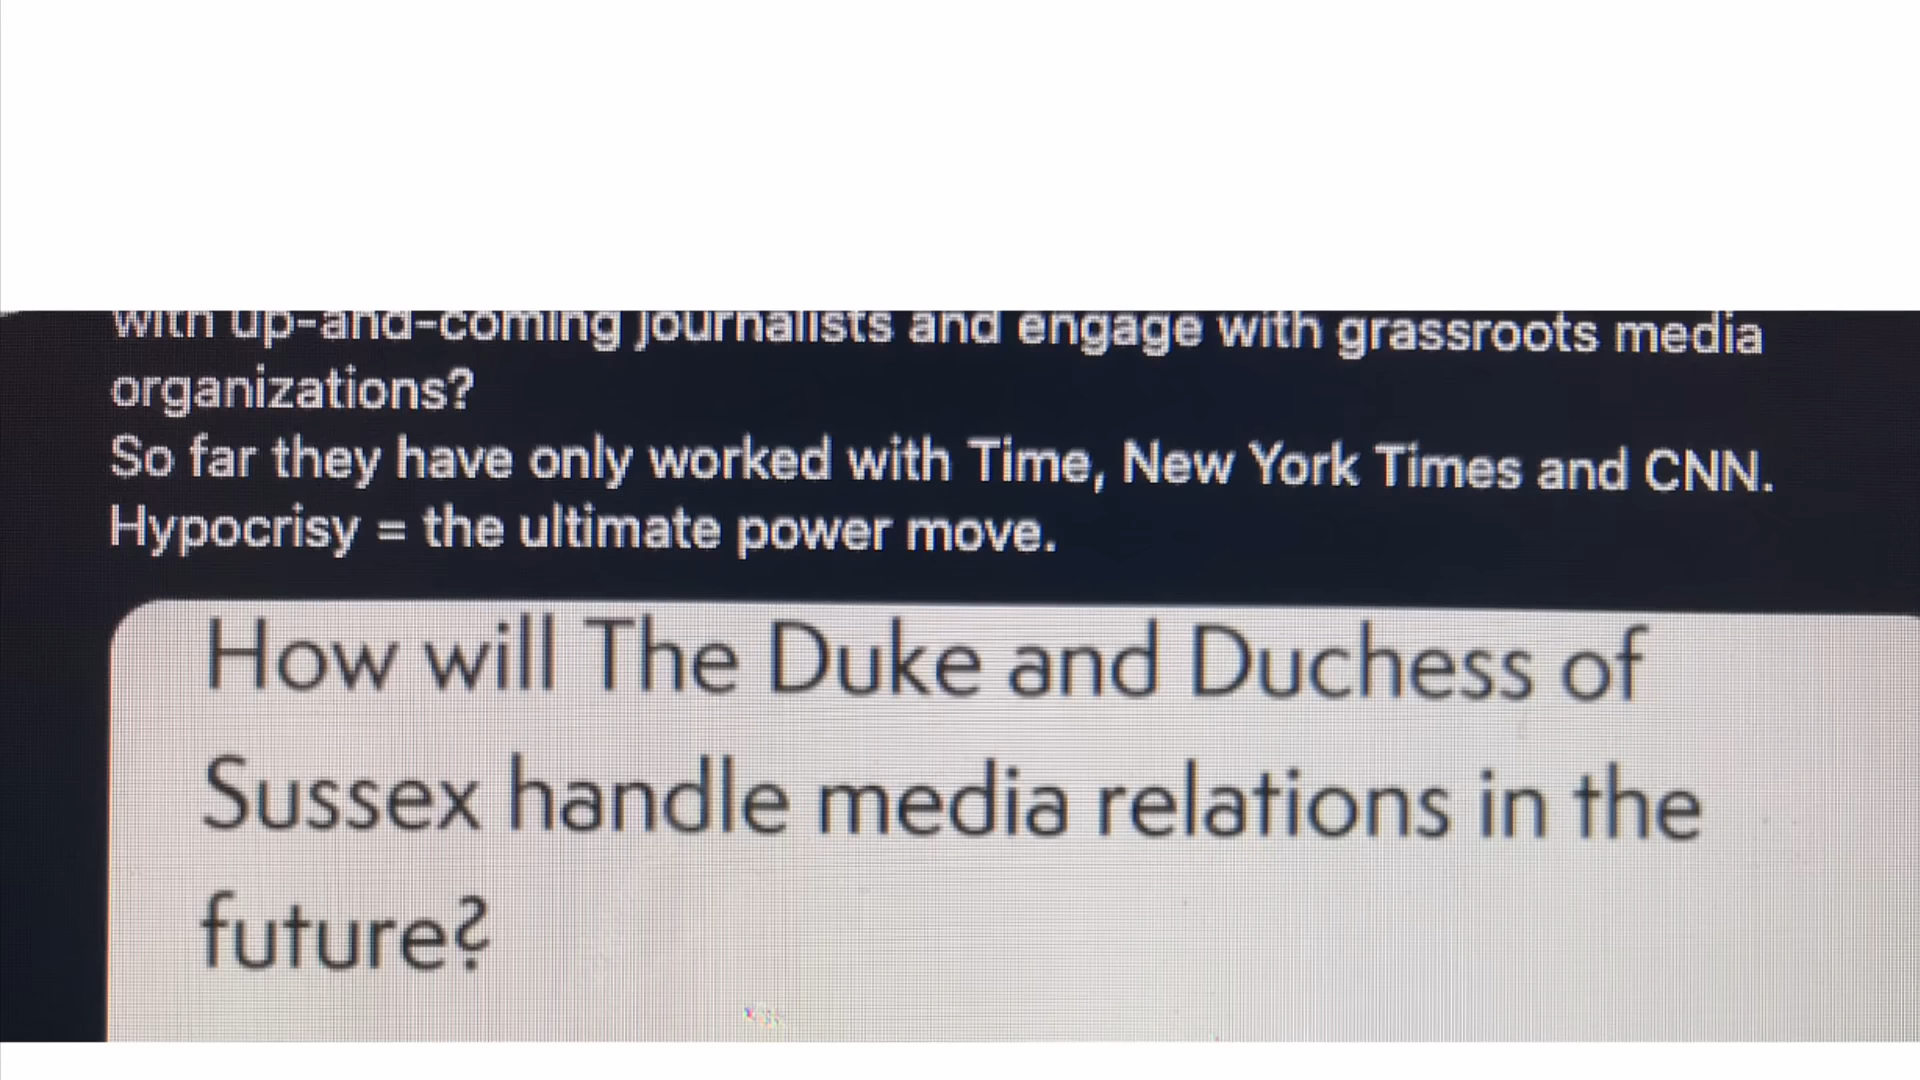 with up-and-coming journalists and engage with grassroots media
organizations?
So far they have only worked with Time, New York Times and CNN.
Hypocrisy = the ultimate power move.
How will The Duke and Duchess of
Sussex handle media relations in the
future?